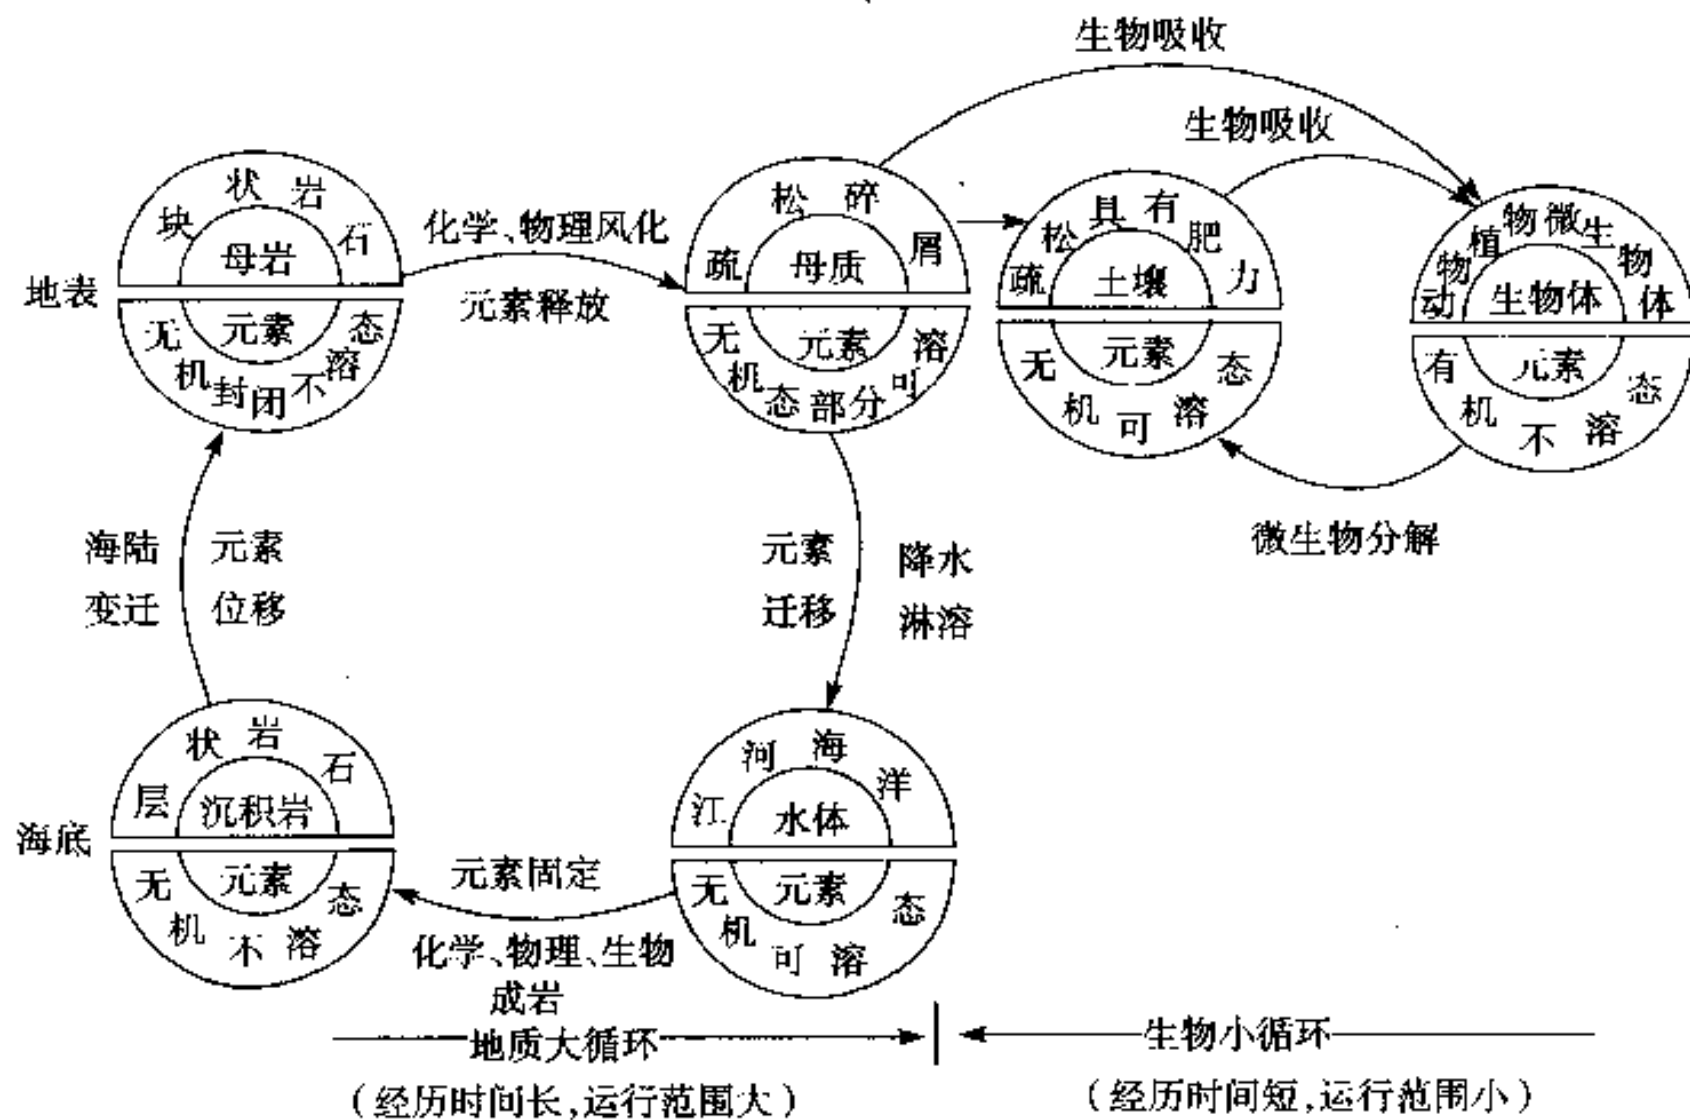 生物吸收
生物吸收
块状岩石
母岩
元素
无机封闭不溶态
地表
化学、物理风化
元素释放
疏松碎屑
母质
元素
无机态部分可溶
疏松具有肥力
土壤
元素
无机可溶态
动物植物微生物体
生物体
元素
有机不溶态
微生物分解
海陆
变迁
元素
位移
元素
迁移
降水
淋溶
层状岩石
沉积岩
元素
无机不溶态
海底
元素固定
化学、物理、生物
成岩
江河海洋
水体
元素
无机可溶态
地质大循环
(经历时间长,运行范围大)
生物小循环
(经历时间短,运行范围小)